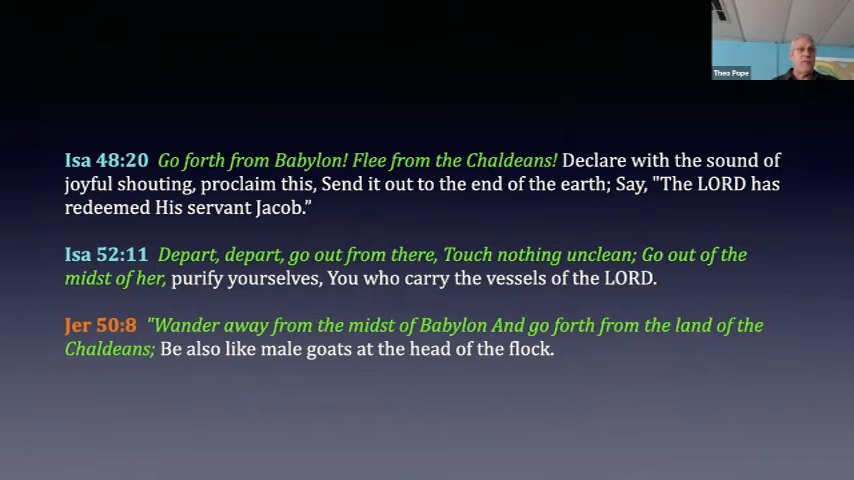 Theo Pope
Isa 48:20 Go forth from Babylon! Flee from the Chaldeans! Declare with the sound of
joyful shouting, proclaim this, Send it out to the end of the earth; Say, "The LORD has
redeemed His servant Jacob.”
Isa 52:11 Depart, depart, go out from there, Touch nothing unclean; Go out of the
midst of her, purify yourselves, You who carry the vessels of the LORD.
Jer 50:8 "Wander away from the midst of Babylon And go forth from the land of the
Chaldeans; Be also like male goats at the head of the flock.